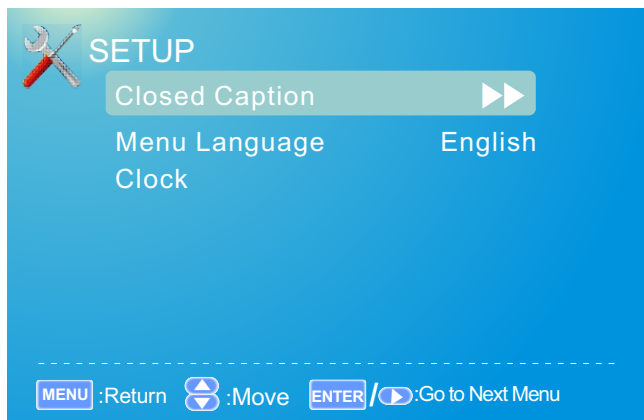 SETUP
Closed Caption
Menu Language English
Clock
MENU :Return :Move ENTER/ :Go to Next Menu